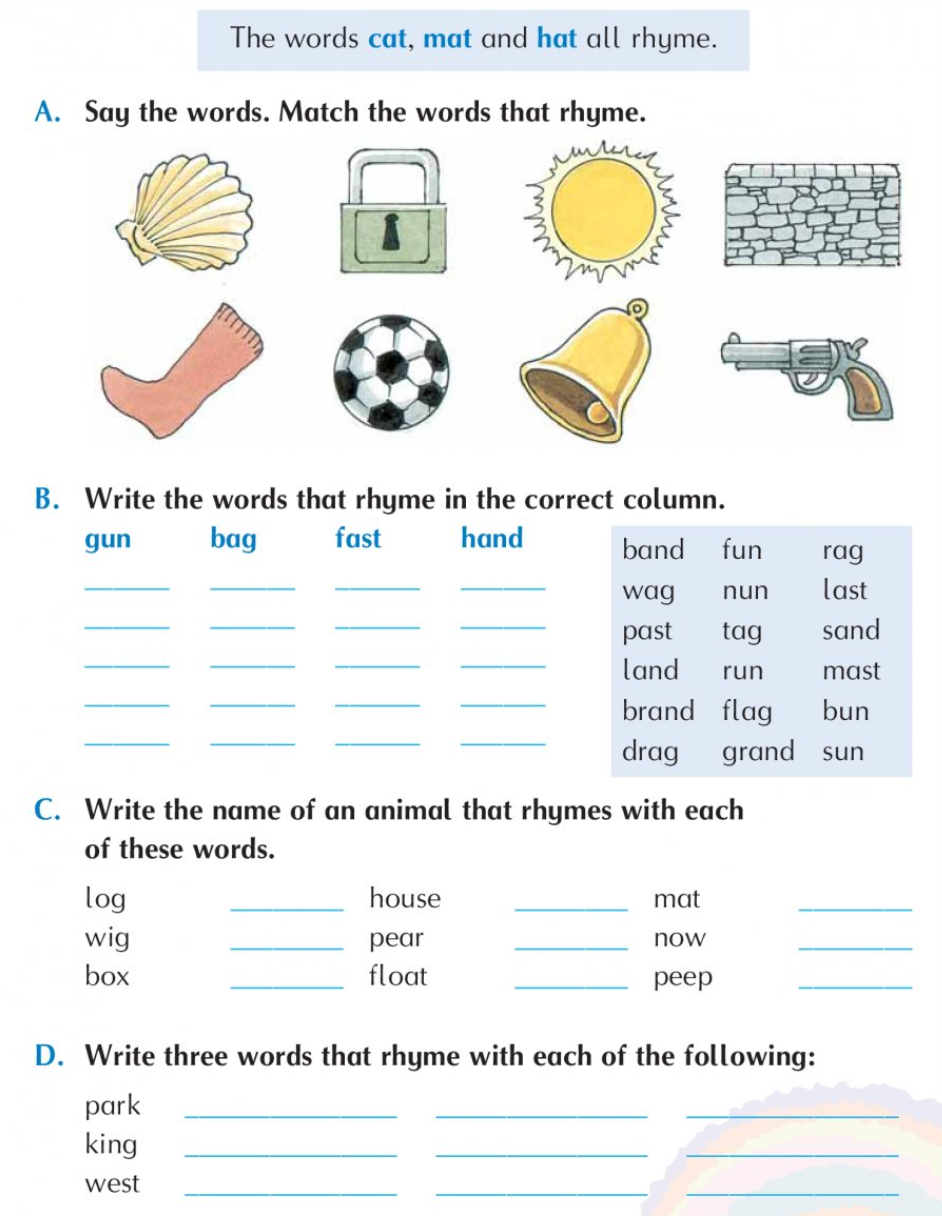 The words cat, mat and hat all rhyme.
A. Say the words. Match the words that rhyme.
B. Write the words that rhyme in the correct column.
gun bag fast hand
band fun rag
wag nun last
past tag sand
land run mast
brand flag bun
drag grand sun
C. Write the name of an animal that rhymes with each
of these words.
log house mat
wig pear now
box float peep
D. Write three words that rhyme with each of the following:
park
king
west